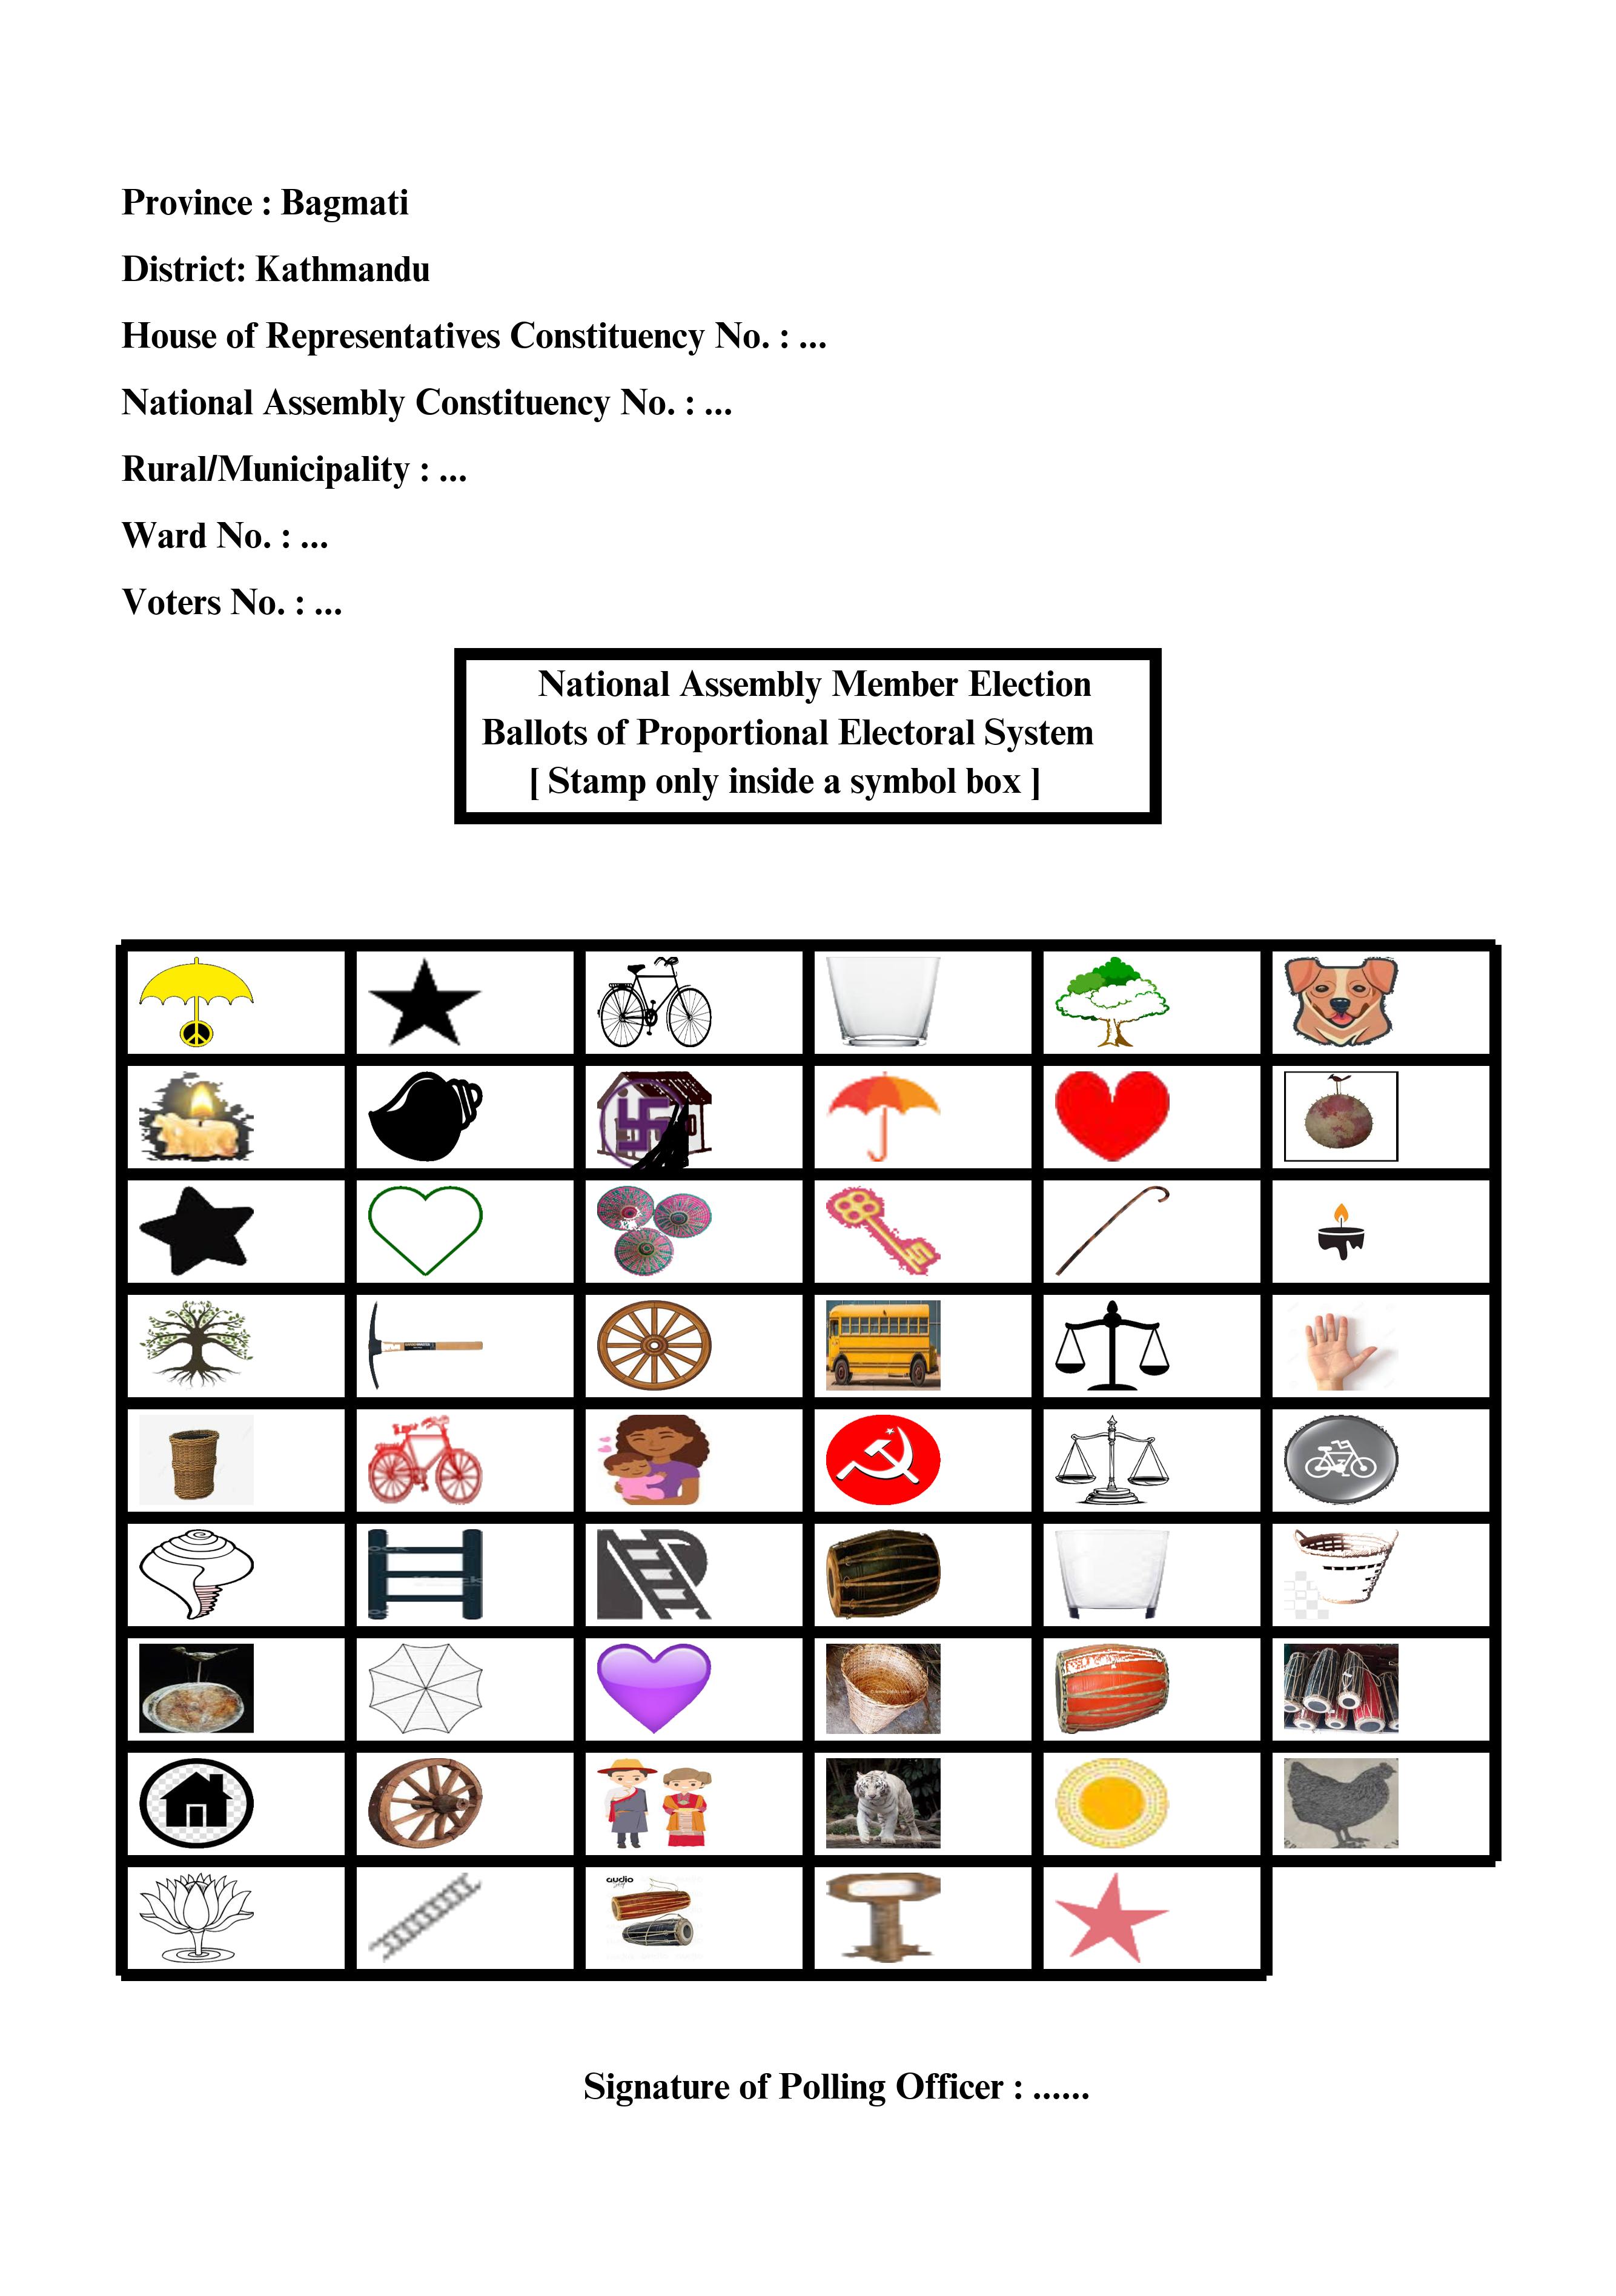 Province : Bagmati
District: Kathmandu
House of Representatives Constituency No. : ...
National Assembly Constituency No. : ...
Rural/Municipality : ...
Ward No. : ...
Voters No. : ...
National Assembly Member Election
Ballots of Proportional Electoral System
[ Stamp only inside a symbol box ]
audio
Signature of Polling Officer : ......